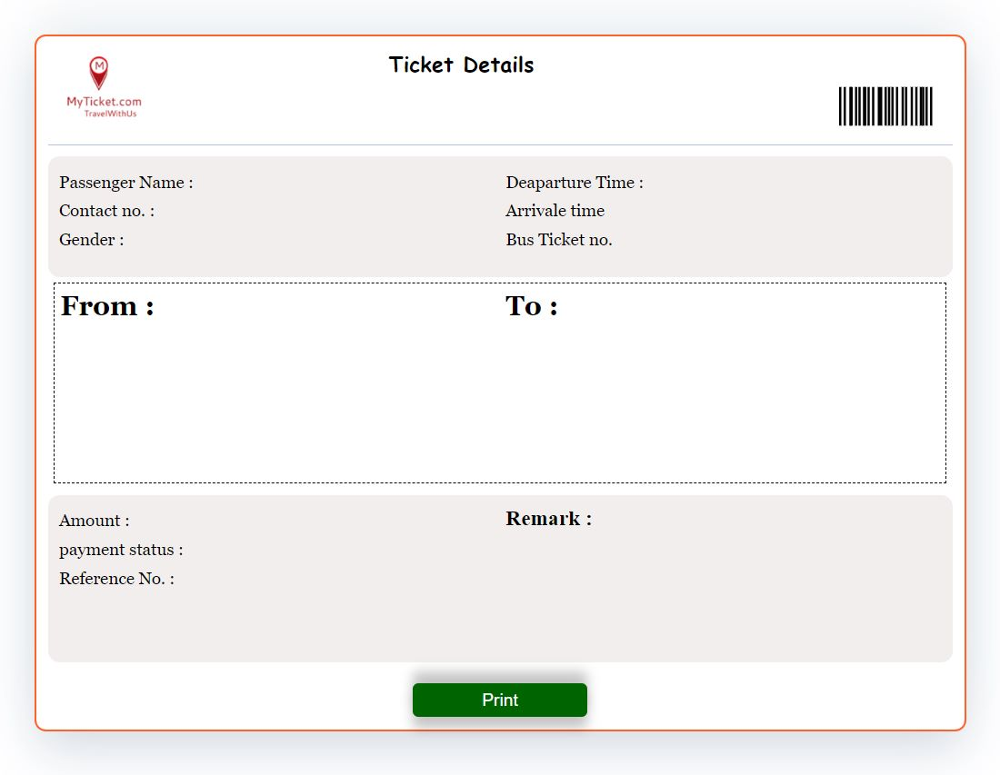 Ticket Details
M
MyTicket.com
TravelWithUs
Passenger Name :
Deaparture Time :
Contact no. :
Arrivale time
Gender :
Bus Ticket no.
From :
To :
Amount :
Remark :
payment status :
Reference No. :
Print